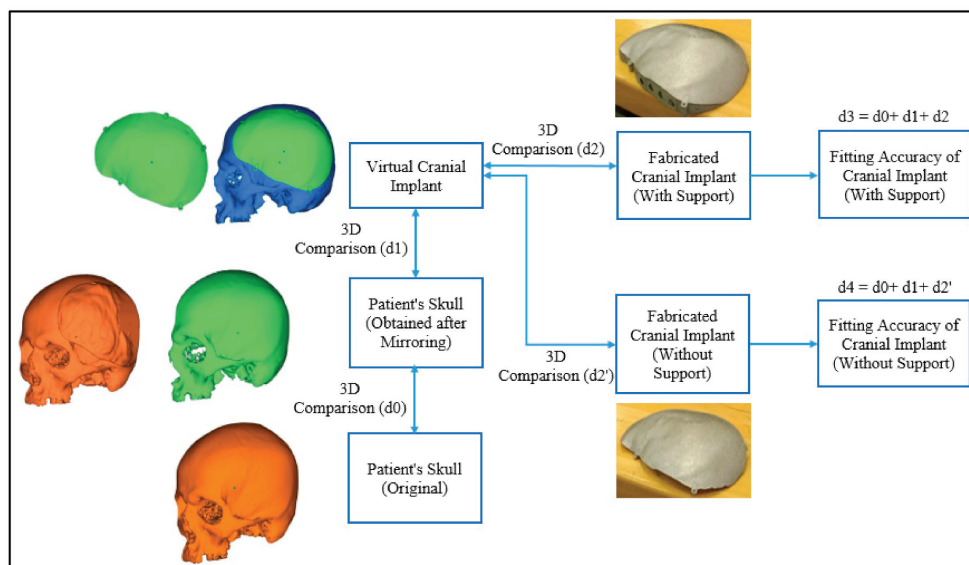 3D
Comparison (d2)
Virtual Cranial
Implant
Fabricated
Cranial Implant
(With Support)
d3 = d0+ d1+ d2
Fitting Accuracy of
Cranial Implant
(With Support)
3D
Comparison (d1)
Patient's Skull
(Obtained after
Mirroring)
3D
Comparison (d2')
Fabricated
Cranial Implant
(Without
Support)
d4 = d0+ d1+ d2'
Fitting Accuracy of
Cranial Implant
(Without Support)
3D
Comparison (d0)
Patient's Skull
(Original)